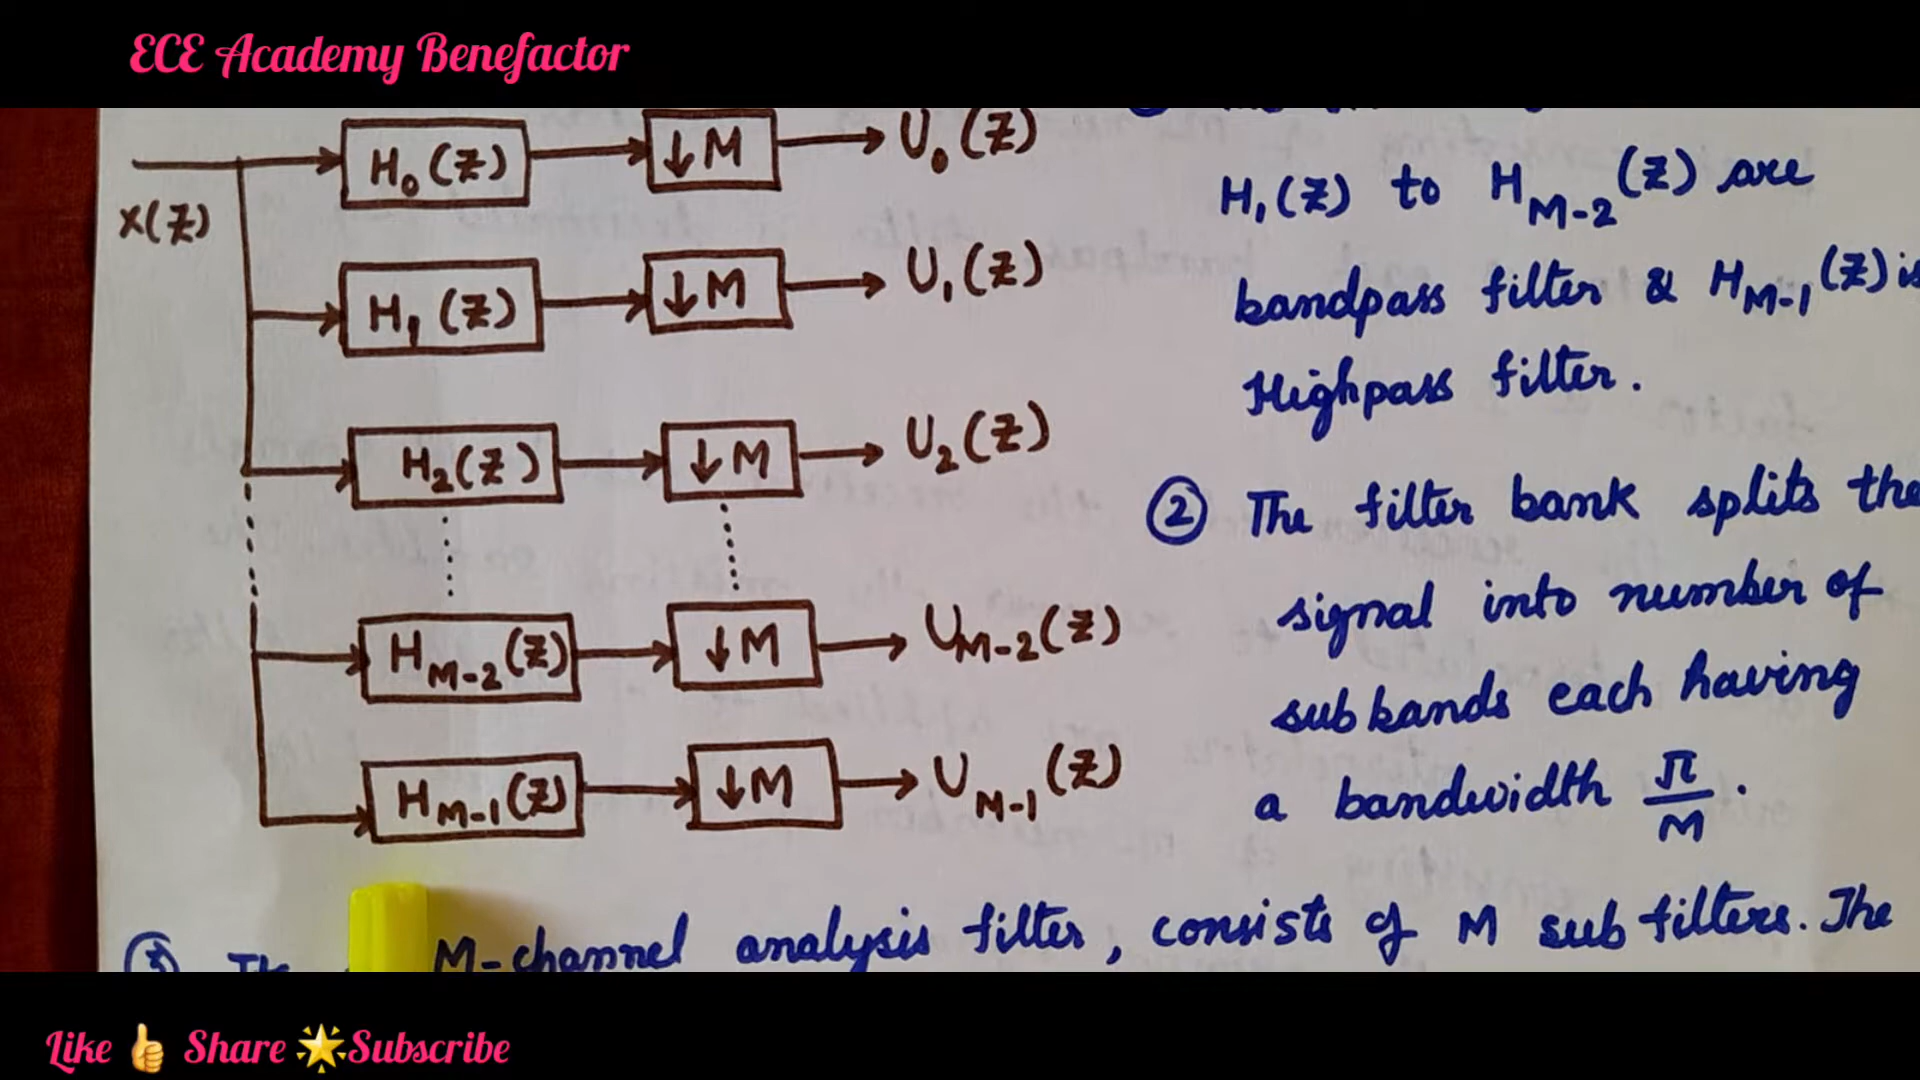 ECE Academy Benefactor
X(Z)
H₀(Z) ↓M U₀(Z)
H₁(Z) ↓M U₁(Z)
H₂(Z) ↓M U₂(Z)
H_{M-2}(Z) ↓M U_{M-2}(Z)
H_{M-1}(Z) ↓M U_{M-1}(Z)
H₁(Z) to H_{M-2}(Z) are
bandpass filter & H_{M-1}(Z) is
Highpass filter.
② The filter bank splits the
signal into number of
subbands each having
a bandwidth π/M.
M-channel analysis filter, consists of M sub filters. The
Like 👍 Share 🌟Subscribe